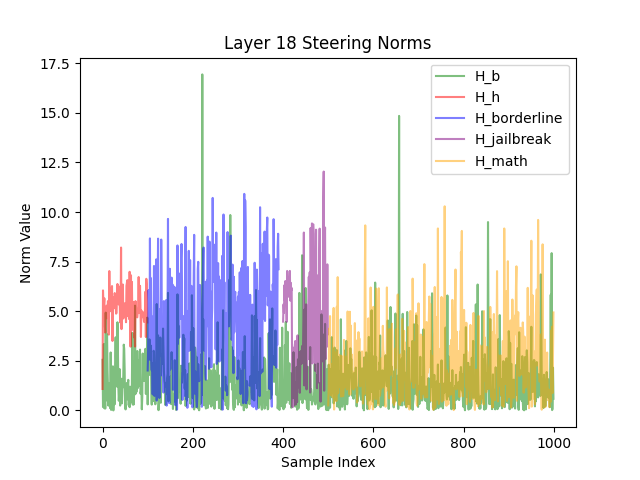 Layer 18 Steering Norms
17.5
15.0
12.5
10.0
7.5
5.0
2.5
0.0
Norm Value
H_b
H_h
H_borderline
H_jailbreak
H_math
0
200
400
600
800
1000
Sample Index